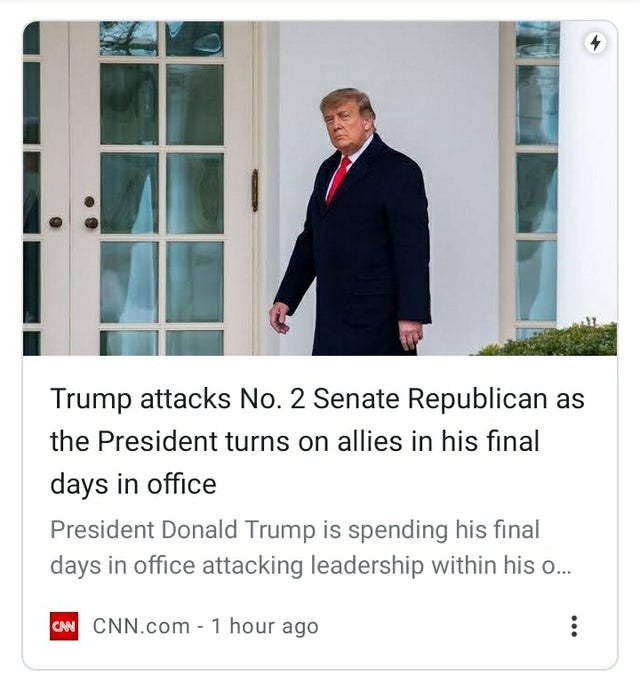 Trump attacks No. 2 Senate Republican as
the President turns on allies in his final
days in office
President Donald Trump is spending his final
days in office attacking leadership within his o...
CNN CNN.com - 1 hour ago